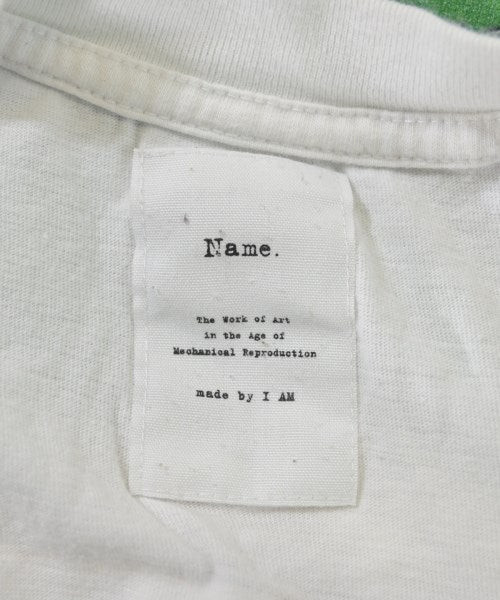 Name.
The Work of Art
in the Age of
Mechanical Reproduction
made by I AM